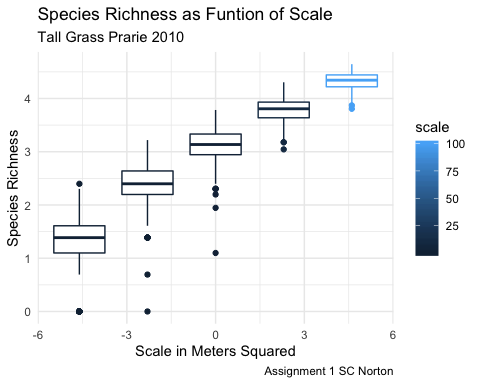 Species Richness as Funtion of Scale
Tall Grass Prarie 2010
Species Richness
4
3
2
1
0
-6 -3 0 3 6
Scale in Meters Squared
scale
100
75
50
25
Assignment 1 SC Norton